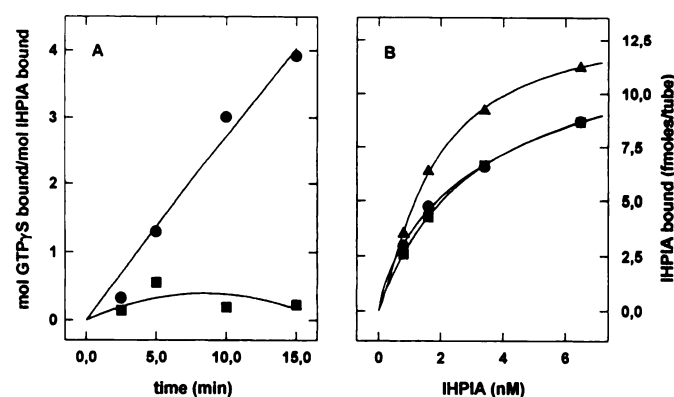 A
mol GTPγS bound/mol IHPIA bound
4
3
2
1
0
0,0 5,0 10,0 15,0
time (min)
B
12,5
10,0
7,5
5,0
2,5
0,0
IHPIA bound (fmoles/tube)
0 2 4 6
IHPIA (nM)